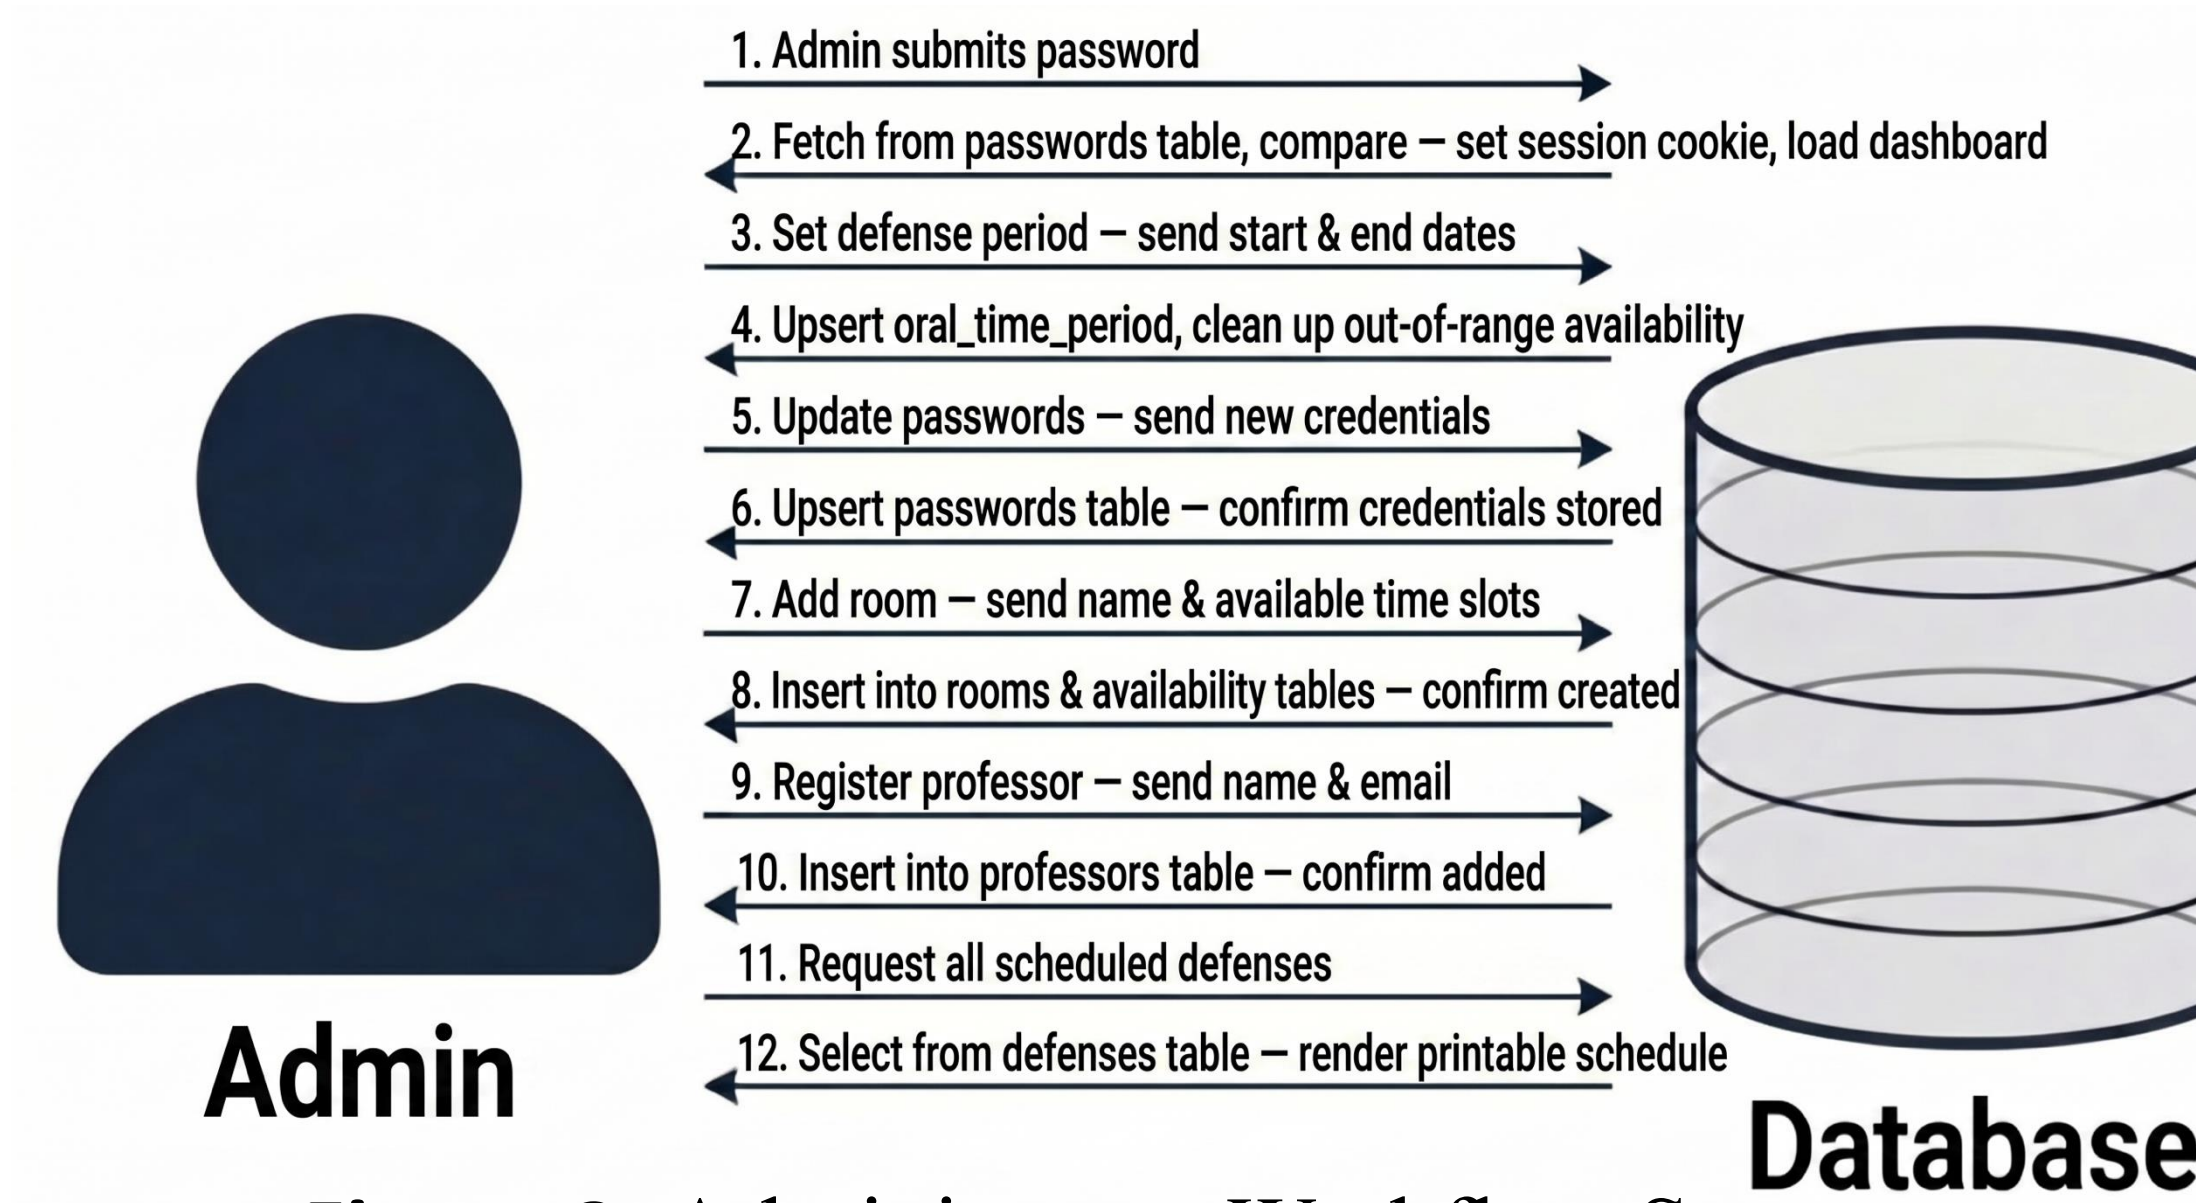 1. Admin submits password
2. Fetch from passwords table, compare – set session cookie, load dashboard
3. Set defense period – send start & end dates
4. Upsert oral_time_period, clean up out-of-range availability
5. Update passwords – send new credentials
6. Upsert passwords table – confirm credentials stored
7. Add room – send name & available time slots
8. Insert into rooms & availability tables – confirm created
9. Register professor – send name & email
10. Insert into professors table – confirm added
11. Request all scheduled defenses
12. Select from defenses table – render printable schedule
Admin
Database